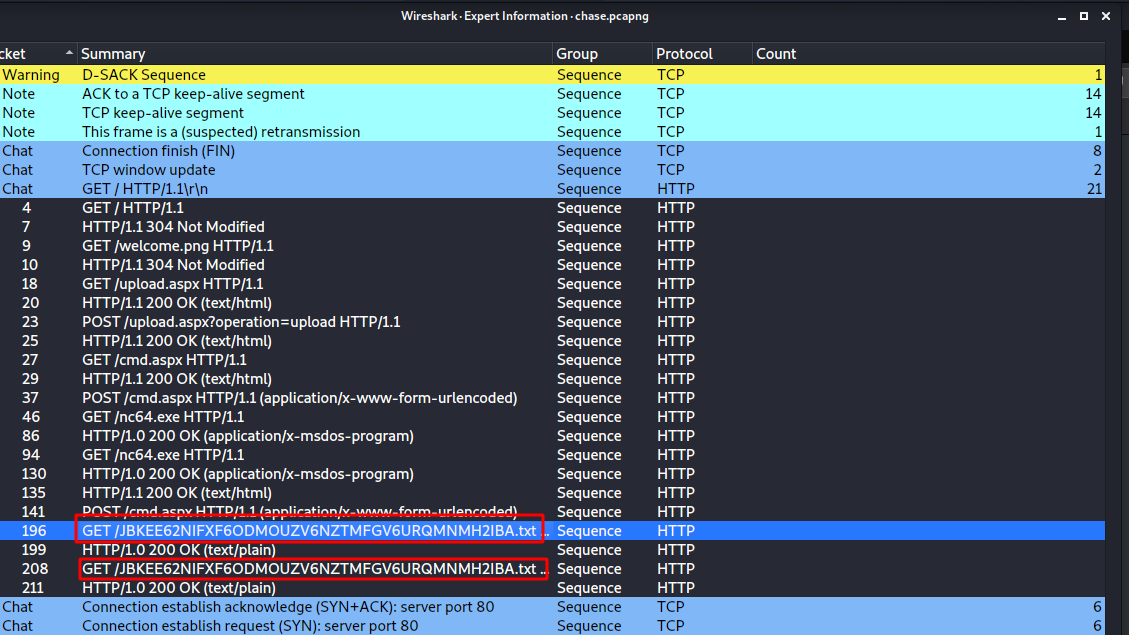 Wireshark · Expert Information · chase.pcapng
cket Summary Group Protocol Count
Warning D-SACK Sequence Sequence TCP 1
Note ACK to a TCP keep-alive segment Sequence TCP 14
Note TCP keep-alive segment Sequence TCP 14
Note This frame is a (suspected) retransmission Sequence TCP 1
Chat Connection finish (FIN) Sequence TCP 8
Chat TCP window update Sequence TCP 2
Chat GET / HTTP/1.1\r\n Sequence HTTP 21
4 GET / HTTP/1.1 Sequence HTTP
7 HTTP/1.1 304 Not Modified Sequence HTTP
9 GET /welcome.png HTTP/1.1 Sequence HTTP
10 HTTP/1.1 304 Not Modified Sequence HTTP
18 GET /upload.aspx HTTP/1.1 Sequence HTTP
20 HTTP/1.1 200 OK (text/html) Sequence HTTP
23 POST /upload.aspx?operation=upload HTTP/1.1 Sequence HTTP
25 HTTP/1.1 200 OK (text/html) Sequence HTTP
27 GET /cmd.aspx HTTP/1.1 Sequence HTTP
29 HTTP/1.1 200 OK (text/html) Sequence HTTP
37 POST /cmd.aspx HTTP/1.1 (application/x-www-form-urlencoded) Sequence HTTP
46 GET /nc64.exe HTTP/1.1 Sequence HTTP
86 HTTP/1.0 200 OK (application/x-msdos-program) Sequence HTTP
94 GET /nc64.exe HTTP/1.1 Sequence HTTP
130 HTTP/1.0 200 OK (application/x-msdos-program) Sequence HTTP
135 HTTP/1.1 200 OK (text/html) Sequence HTTP
141 POST /cmd.aspx HTTP/1.1 (application/x-www-form-urlencoded) Sequence HTTP
196 GET /JBKEE62NIFXF6ODMOUZV6NZTMFGV6URQMNMH2IBA.txt ... Sequence HTTP
199 HTTP/1.0 200 OK (text/plain) Sequence HTTP
208 GET /JBKEE62NIFXF6ODMOUZV6NZTMFGV6URQMNMH2IBA.txt ... Sequence HTTP
211 HTTP/1.0 200 OK (text/plain) Sequence HTTP
Chat Connection establish acknowledge (SYN+ACK): server port 80 Sequence TCP 6
Chat Connection establish request (SYN): server port 80 Sequence TCP 6